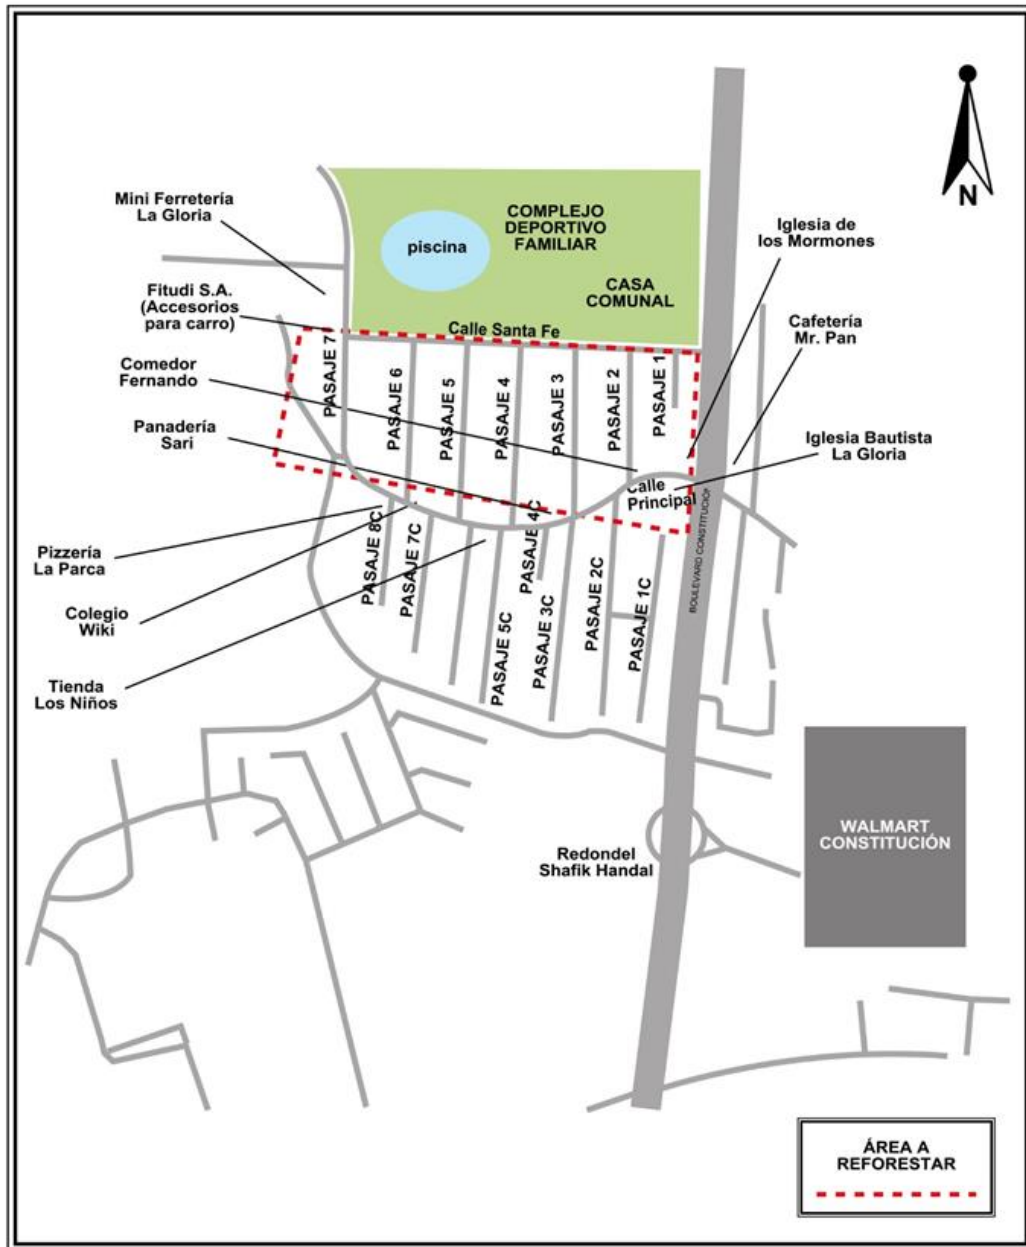 N
Mini Ferretería
La Gloria
COMPLEJO
DEPORTIVO
FAMILIAR
piscina
Iglesia de
los Mormones
CASA
COMUNAL
Fitudi S.A.
(Accesorios
para carro)
Calle Santa Fe
Cafetería
Mr. Pan
Comedor
Fernando
PASAJE 7
PASAJE 6
PASAJE 5
PASAJE 4
PASAJE 3
PASAJE 2
PASAJE 1
Panadería
Sari
Iglesia Bautista
La Gloria
Calle
Principal
BOULEVARD CONSTITUCIÓN
Pizzería
La Parca
PASAJE 8C
PASAJE 7C
PASAJE 5C
PASAJE 4C
PASAJE 3C
PASAJE 2C
PASAJE 1C
Colegio
Wiki
Tienda
Los Niños
WALMART
CONSTITUCIÓN
Redondel
Shafik Handal
ÁREA A
REFORESTAR